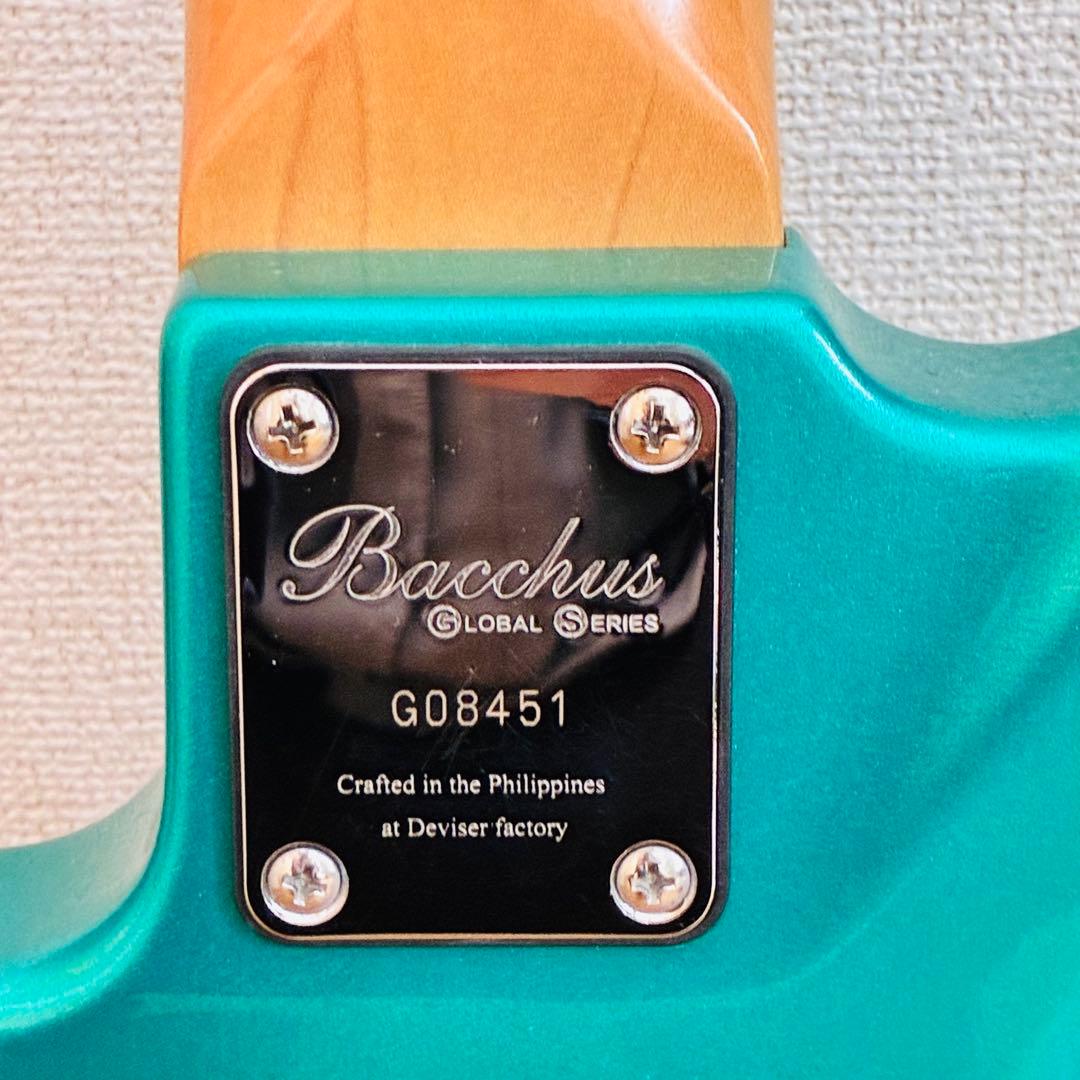 Bacchus
GLOBAL SERIES
G08451
Crafted in the Philippines
at Deviser factory